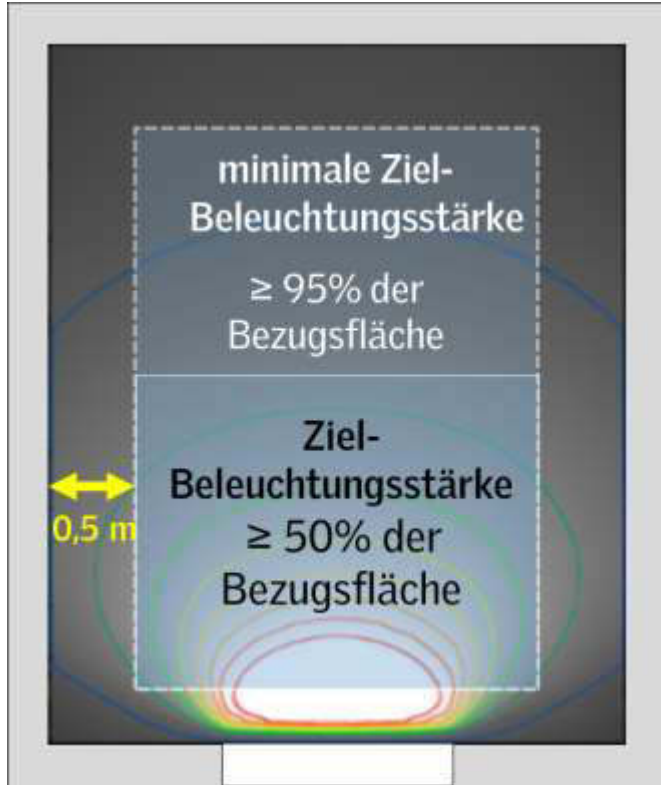 minimale Ziel-
Beleuchtungsstärke
≥ 95% der
Bezugsfläche
Ziel-
Beleuchtungsstärke
≥ 50% der
Bezugsfläche
0,5 m